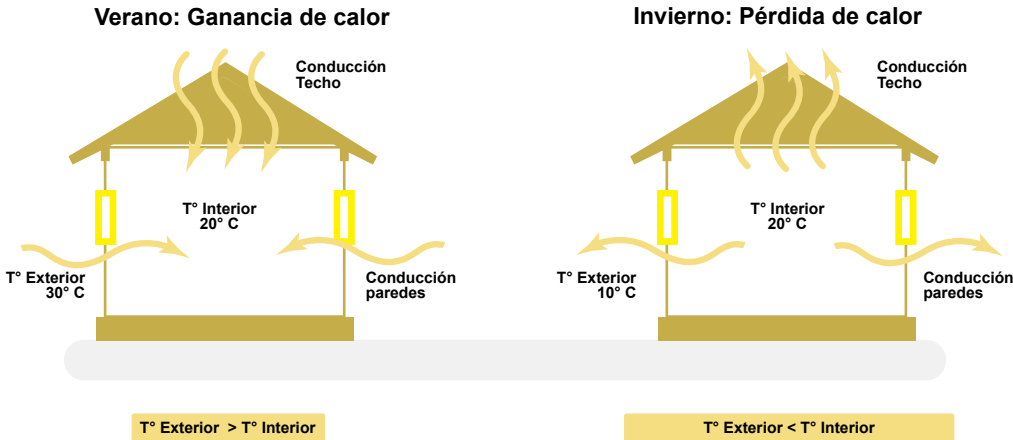 Verano: Ganancia de calor
Conducción
Techo
T° Interior
20° C
T° Exterior
30° C
Conducción
paredes
T° Exterior > T° Interior
Invierno: Pérdida de calor
Conducción
Techo
T° Interior
20° C
T° Exterior
10° C
Conducción
paredes
T° Exterior < T° Interior